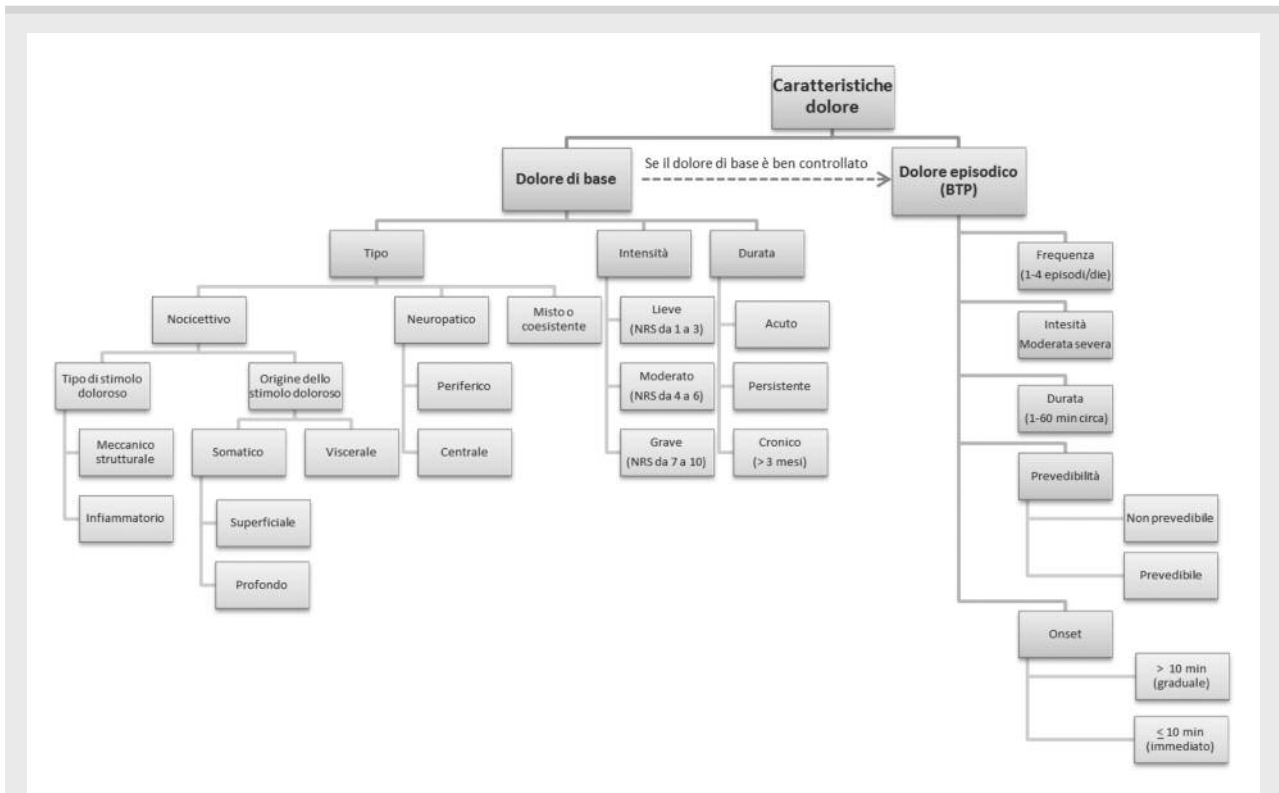 Caratteristiche
dolore
Dolore di base
Se il dolore di base è ben controllato
Dolore episodico
(BTP)
Tipo
Intensità
Durata
Nocicettivo
Neuropatico
Misto o
coesistente
Tipo di stimolo
doloroso
Origine dello
stimolo doloroso
Meccanico
strutturale
Infiammatorio
Somatico
Viscerale
Superficiale
Profondo
Periferico
Centrale
Lieve
(NRS da 1 a 3)
Moderato
(NRS da 4 a 6)
Grave
(NRS da 7 a 10)
Acuto
Persistente
Cronico
(> 3 mesi)
Frequenza
(1-4 episodi/die)
Intesità
Moderata severa
Durata
(1-60 min circa)
Prevedibilità
Non prevedibile
Prevedibile
Onset
> 10 min
(graduale)
≤ 10 min
(immediato)